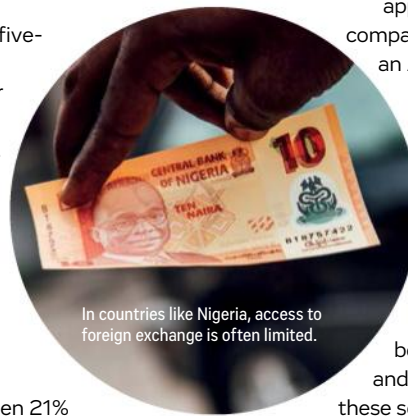 five-
r
en 21%
CENTRAL BANK
OF NIGERIA
10
TEN
NAIRA
In countries like Nigeria, access to
foreign exchange is often limited.
app
compa
an
be
and
these s